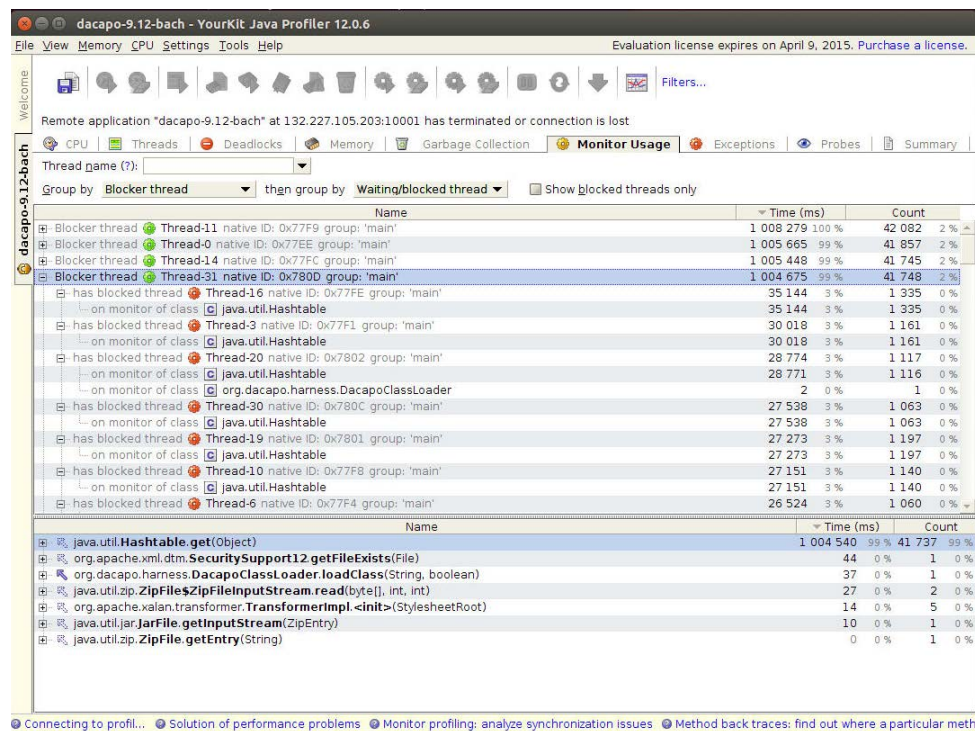 dacapo-9.12-bach - YourKit Java Profiler 12.0.6
File View Memory CPU Settings Tools Help Evaluation license expires on April 9, 2015. Purchase a license.
Welcome
dacapo-9.12-bach
Filters...
Remote application "dacapo-9.12-bach" at 132.227.105.203:10001 has terminated or connection is lost
CPU Threads Deadlocks Memory Garbage Collection Monitor Usage Exceptions Probes Summary
Thread name (?):
Group by Blocker thread then group by Waiting/blocked thread Show blocked threads only
Name Time (ms) Count
Blocker thread Thread-11 native ID: 0x77F9 group: 'main' 1 008 279 100 % 42 082 2 %
Blocker thread Thread-0 native ID: 0x77EE group: 'main' 1 005 665 99 % 41 857 2 %
Blocker thread Thread-14 native ID: 0x77FC group: 'main' 1 005 448 99 % 41 745 2 %
Blocker thread Thread-31 native ID: 0x780D group: 'main' 1 004 675 99 % 41 748 2 %
has blocked thread Thread-16 native ID: 0x77FE group: 'main' 35 144 3 % 1 335 0 %
on monitor of class java.util.Hashtable 35 144 3 % 1 335 0 %
has blocked thread Thread-3 native ID: 0x77F1 group: 'main' 30 018 3 % 1 161 0 %
on monitor of class java.util.Hashtable 30 018 3 % 1 161 0 %
has blocked thread Thread-20 native ID: 0x7802 group: 'main' 28 774 3 % 1 117 0 %
on monitor of class java.util.Hashtable 28 771 3 % 1 116 0 %
on monitor of class org.dacapo.harness.DacapoClassLoader 2 0 % 1 0 %
has blocked thread Thread-30 native ID: 0x780C group: 'main' 27 538 3 % 1 063 0 %
on monitor of class java.util.Hashtable 27 538 3 % 1 063 0 %
has blocked thread Thread-19 native ID: 0x7801 group: 'main' 27 273 3 % 1 197 0 %
on monitor of class java.util.Hashtable 27 273 3 % 1 197 0 %
has blocked thread Thread-10 native ID: 0x77F8 group: 'main' 27 151 3 % 1 140 0 %
on monitor of class java.util.Hashtable 27 151 3 % 1 140 0 %
has blocked thread Thread-6 native ID: 0x77F4 group: 'main' 26 524 3 % 1 060 0 %
Name Time (ms) Count
java.util.Hashtable.get(Object) 1 004 540 99 % 41 737 99 %
org.apache.xml.dtm.SecuritySupport12.getFileExists(File) 44 0 % 1 0 %
org.dacapo.harness.DacapoClassLoader.loadClass(String, boolean) 37 0 % 1 0 %
java.util.zip.ZipFile$ZipFileInputStream.read(byte[], int, int) 27 0 % 2 0 %
org.apache.xalan.transformer.TransformerImpl.<init>(StylesheetRoot) 14 0 % 5 0 %
java.util.jar.JarFile.getInputStream(ZipEntry) 10 0 % 1 0 %
java.util.zip.ZipFile.getEntry(String) 0 0 % 1 0 %
Connecting to profil... Solution of performance problems Monitor profiling: analyze synchronization issues Method back traces: find out where a particular meth